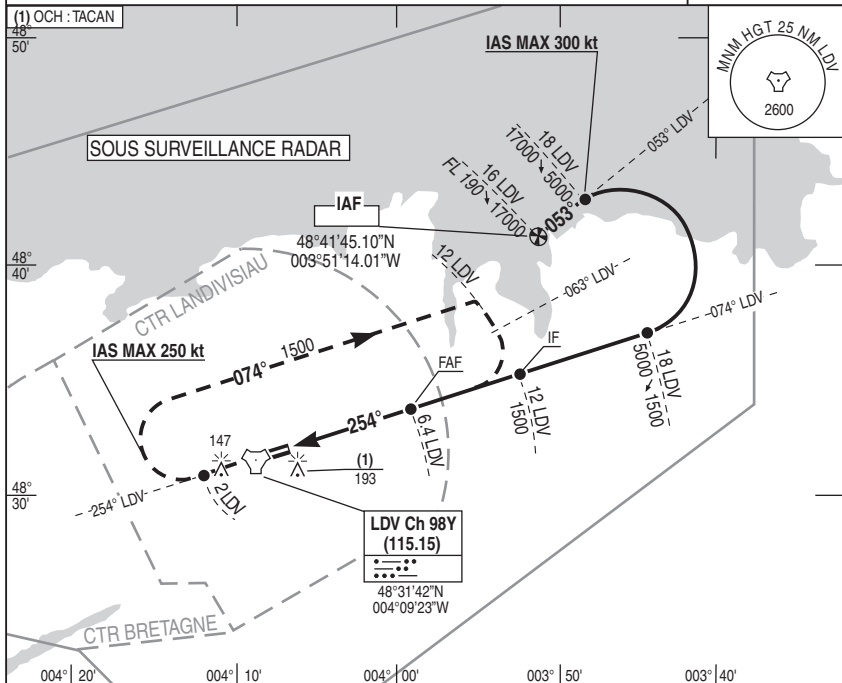 (1) OCH : TACAN
48°
50'
IAS MAX 300 kt
MNM HGT 25 NM LDV
2600
SOUS SURVEILLANCE RADAR
18 LDV
17000 5000
053° LDV
16 LDV
FL 190 17000
053°
IAF
48°41'45.10"N
003°51'14.01"W
48°
40'
12 LDV
063° LDV
CTR LANDIVISIAU
074° LDV
IAS MAX 250 kt
1500
074°
FAF
IF
18 LDV
5000 1500
12 LDV
1500
254°
6.4 LDV
147
(1)
193
48°
30'
254° LDV
2 LDV
LDV Ch 98Y
(115.15)
48°31'42"N
004°09'23"W
CTR BRETAGNE
004° 20'
004° 10'
004° 00'
003° 50'
003° 40'